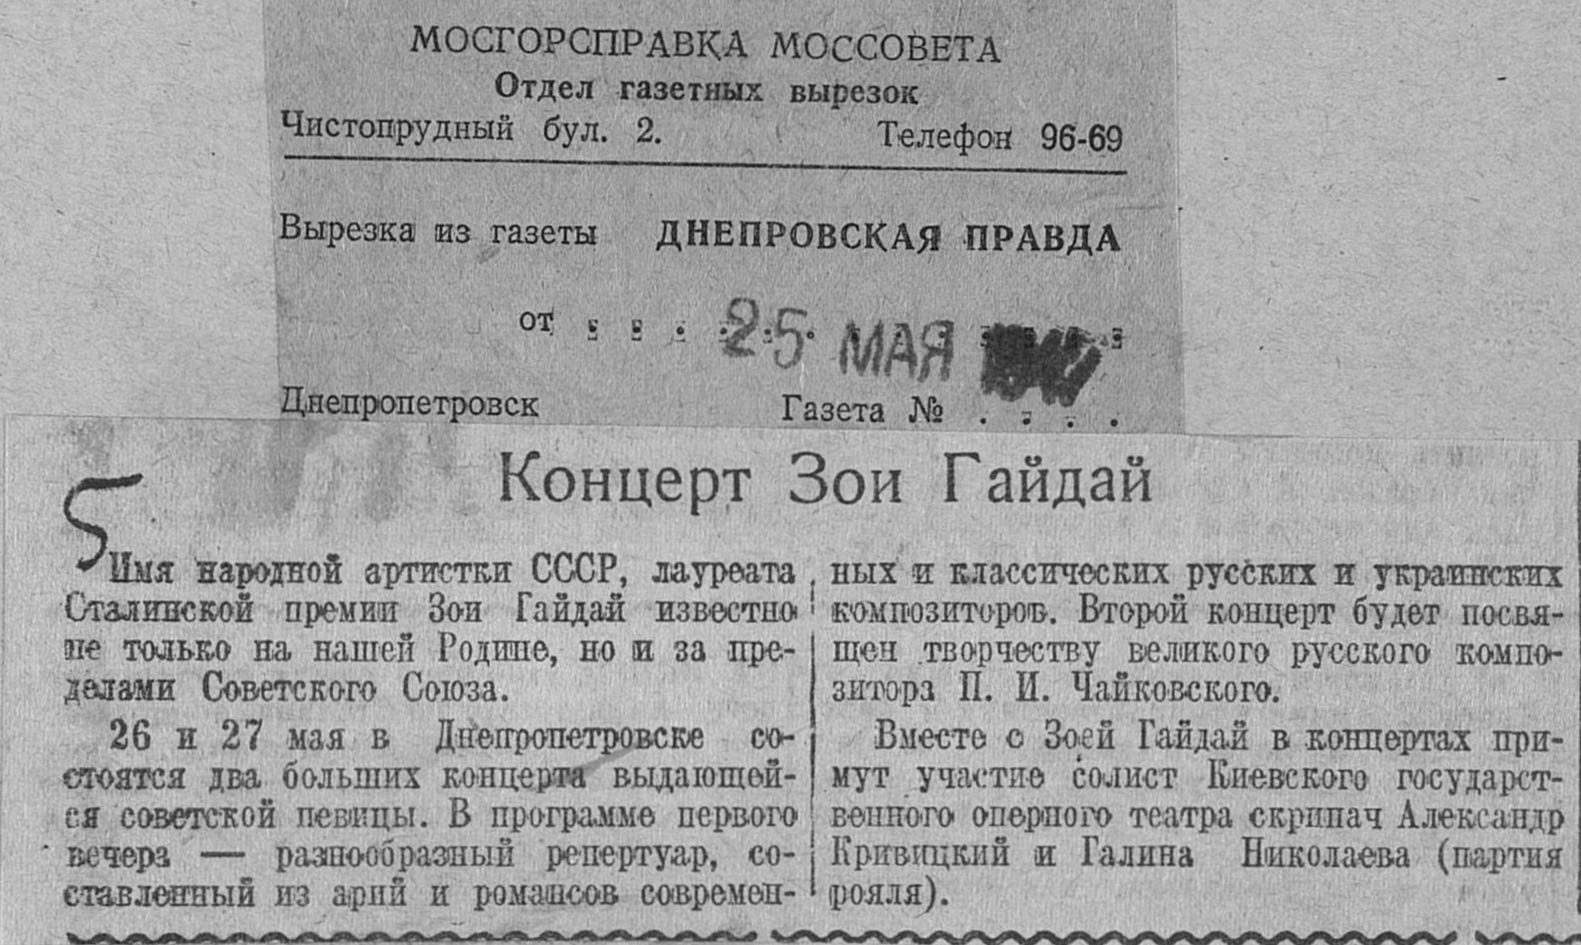 МОСГОРСПРАВКА МОССОВЕТА
Отдел газетных вырезок
Чистопрудный бул. 2. Телефон 96-69
Вырезка из газеты ДНЕПРОВСКАЯ ПРАВДА
от . . . . 25 МАЯ
Днепропетровск Газета № . . . .
Концерт Зои Гайдай
5
Имя народной артистки СССР, лауреата
Сталинской премии Зои Гайдай известно
не только на нашей Родине, но и за пре-
делами Советского Союза.
26 и 27 мая в Днепропетровске со-
стоятся два больших концерта выдающей-
ся советской певицы. В программе первого
вечера — разнообразный репертуар, со-
ставленный из арий и романсов современ-
ных и классических русских и украинских
композиторов. Второй концерт будет посвя-
щен творчеству великого русского компо-
зитора П. И. Чайковского.
Вместе с Зоей Гайдай в концертах при-
мут участие солист Киевского государст-
венного оперного театра скрипач Александр
Кривицкий и Галина Николаева (партия
рояля).